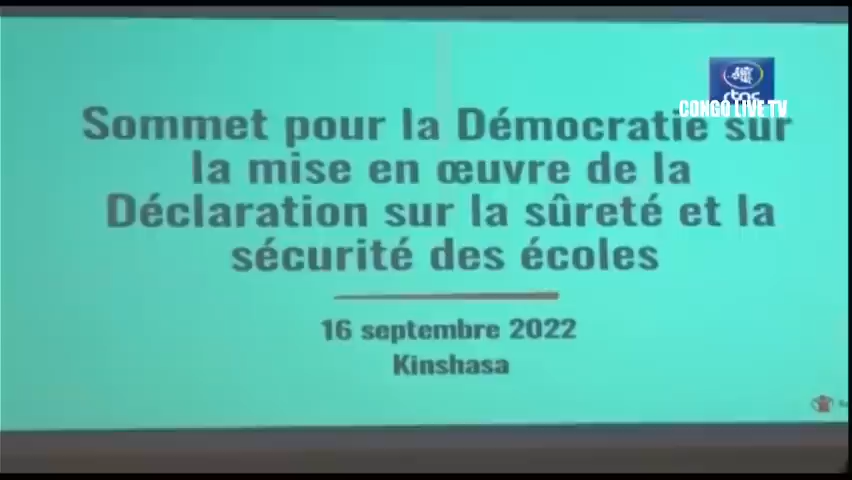 rtnc
CONGO LIVE TV
Sommet pour la Démocratie sur
la mise en œuvre de la
Déclaration sur la sûreté et la
sécurité des écoles
16 septembre 2022
Kinshasa